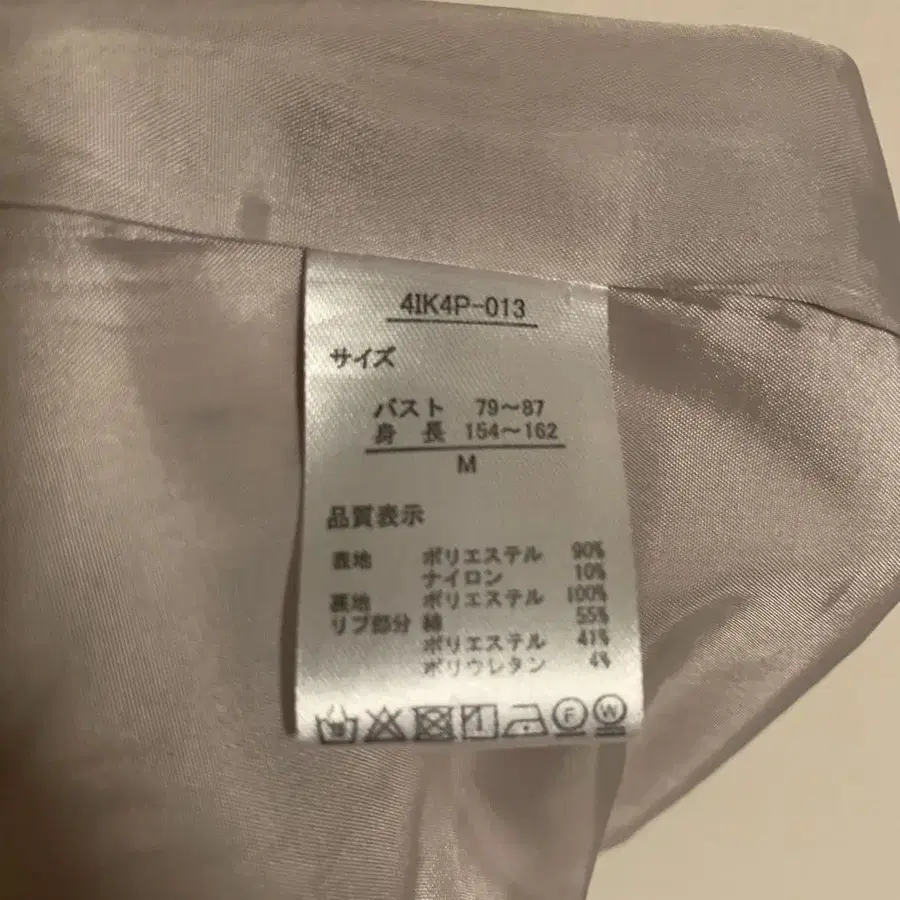 4IK4P-013
サイズ
バスト 79～87
身 長 154～162
M
品質表示
表地 ポリエステル 90%
ナイロン 10%
裏地 ポリエステル 100%
リブ部分 綿 55%
ポリエステル 41%
ポリウレタン 4%
F W